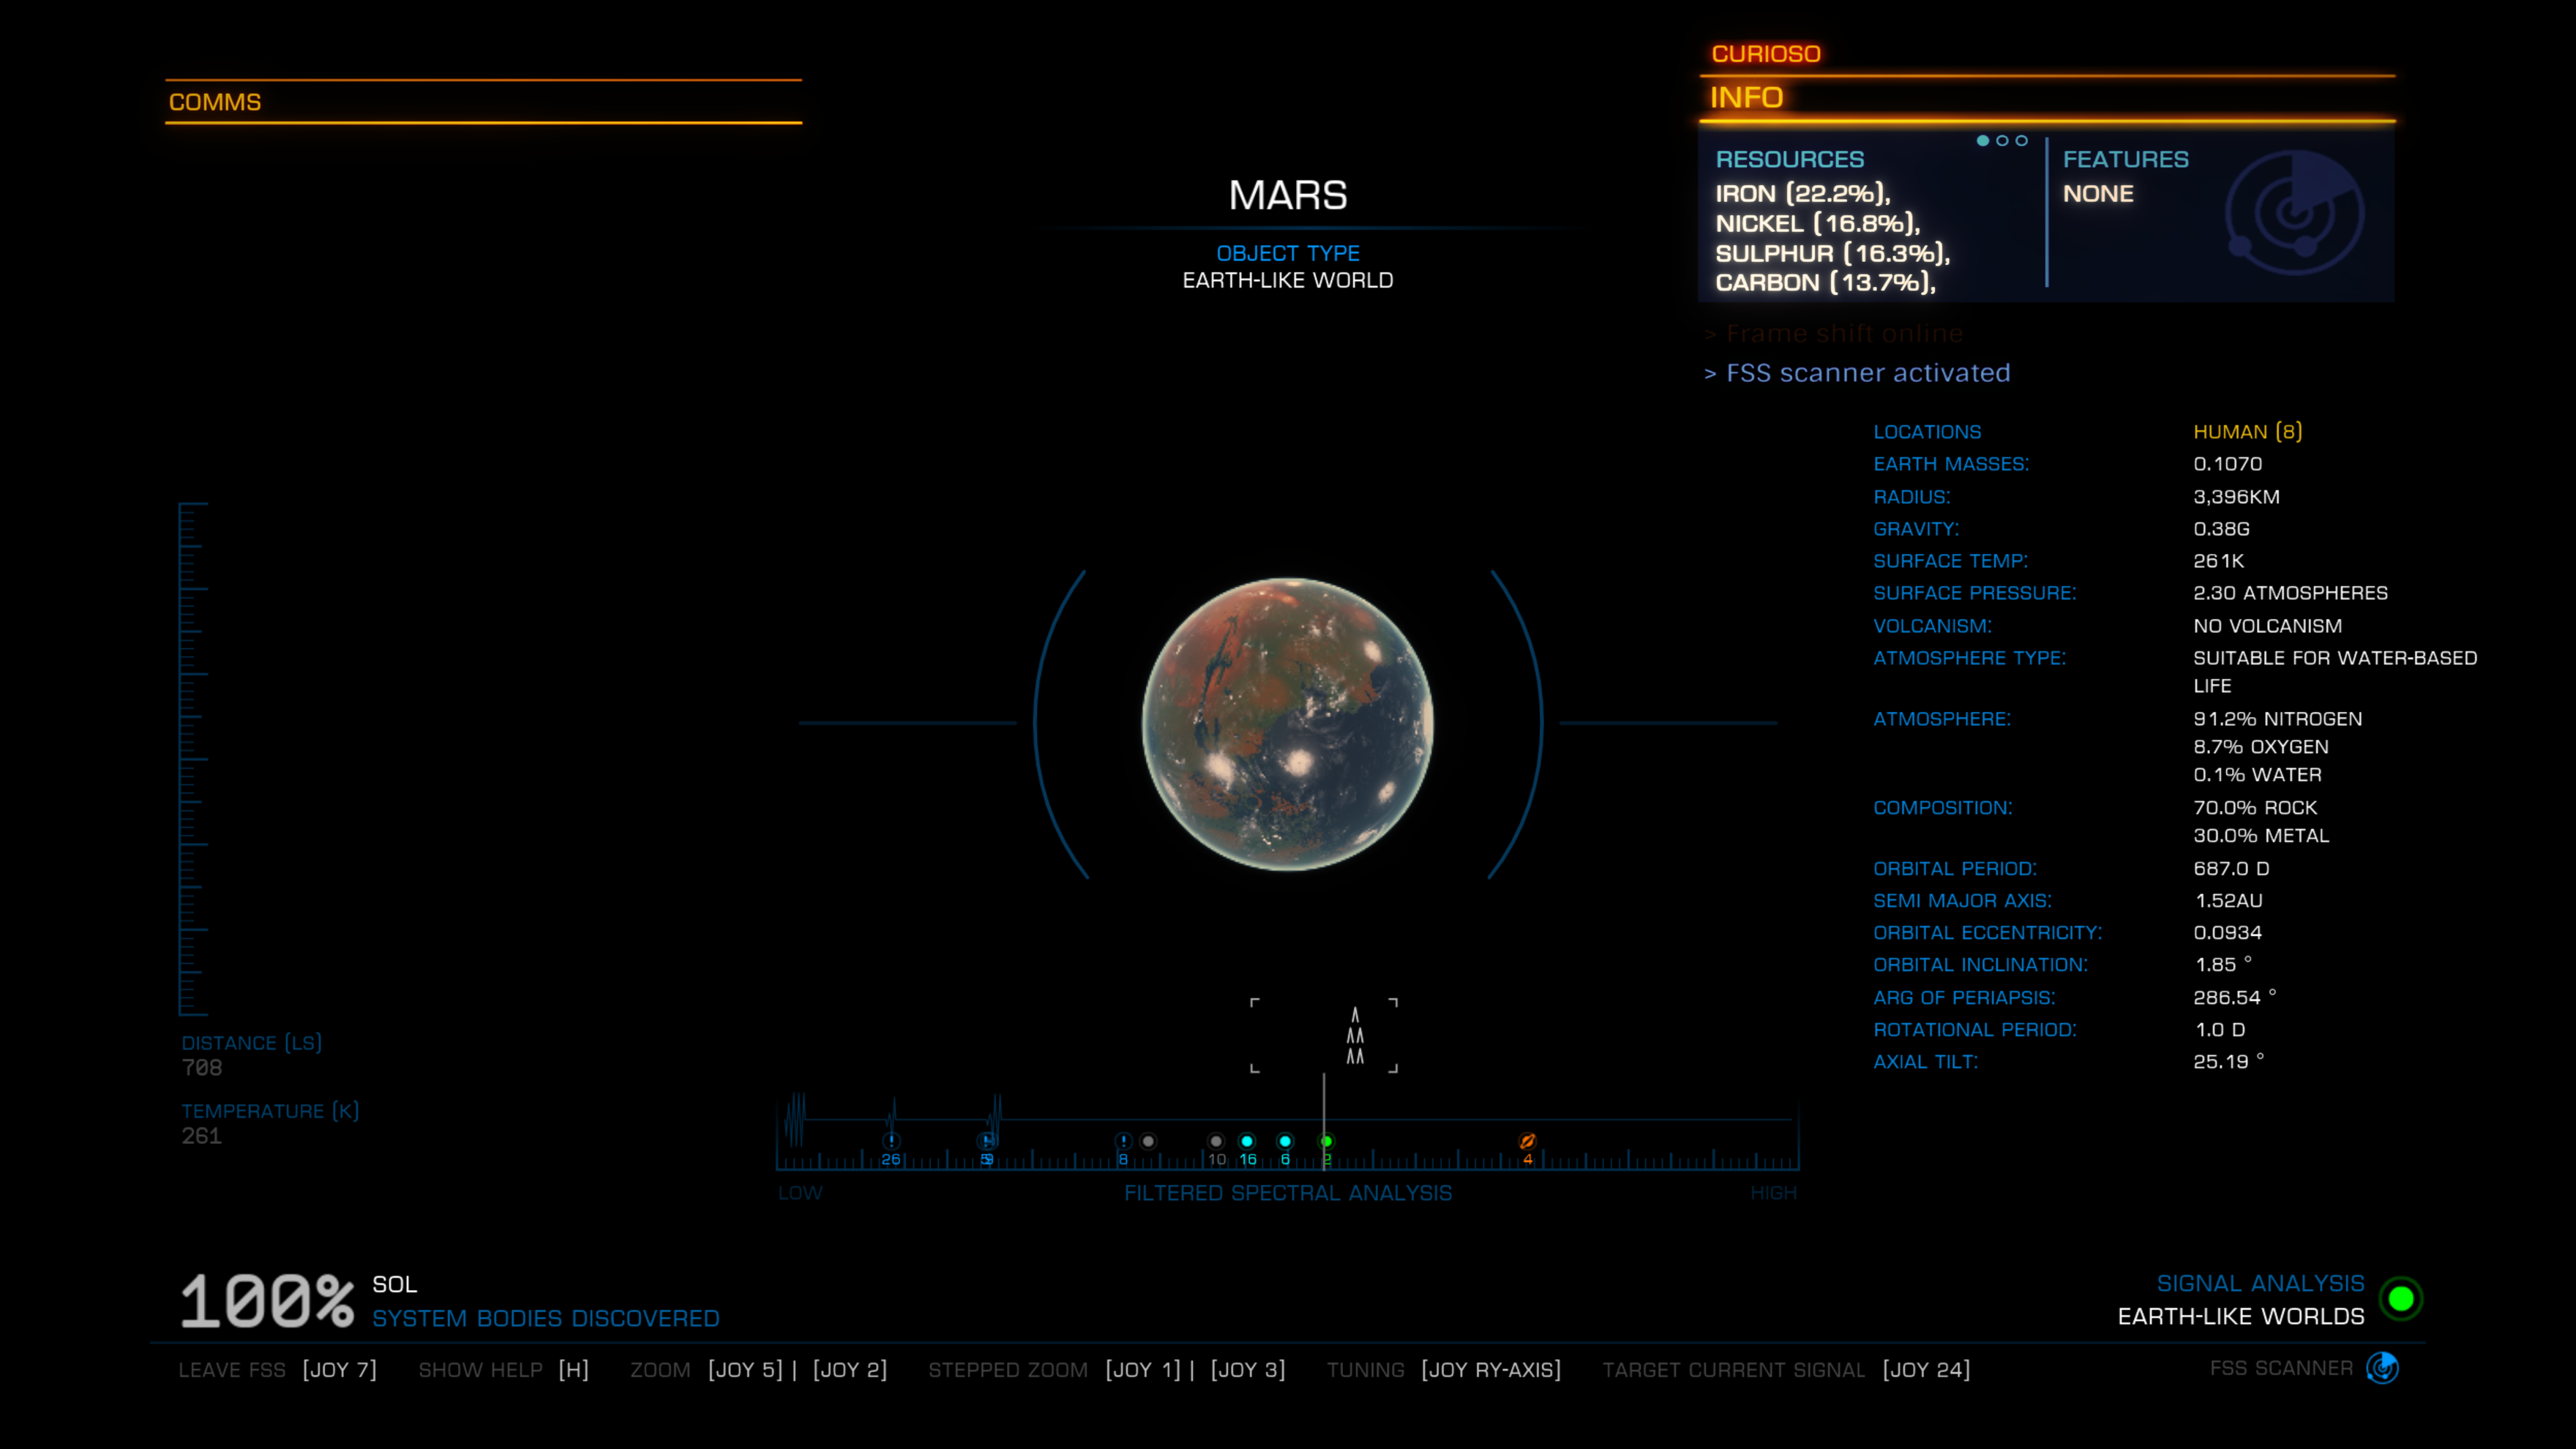 COMMS
CURIOSO
INFO
RESOURCES
IRON (22.2%),
NICKEL (16.8%),
SULPHUR (16.3%),
CARBON (13.7%),
FEATURES
NONE
MARS
OBJECT TYPE
EARTH-LIKE WORLD
> Frame shift online
> FSS scanner activated
LOCATIONS HUMAN (8)
EARTH MASSES: 0.1070
RADIUS: 3,396KM
GRAVITY: 0.38G
SURFACE TEMP: 261K
SURFACE PRESSURE: 2.30 ATMOSPHERES
VOLCANISM: NO VOLCANISM
ATMOSPHERE TYPE: SUITABLE FOR WATER-BASED
LIFE
ATMOSPHERE: 91.2% NITROGEN
8.7% OXYGEN
0.1% WATER
COMPOSITION: 70.0% ROCK
30.0% METAL
ORBITAL PERIOD: 687.0 D
SEMI MAJOR AXIS: 1.52AU
ORBITAL ECCENTRICITY: 0.0934
ORBITAL INCLINATION: 1.85 °
ARG OF PERIAPSIS: 286.54 °
ROTATIONAL PERIOD: 1.0 D
AXIAL TILT: 25.19 °
DISTANCE (LS)
708
TEMPERATURE (K)
261
26 8 10 16 6 2 4
LOW FILTERED SPECTRAL ANALYSIS HIGH
100% SOL
SYSTEM BODIES DISCOVERED
SIGNAL ANALYSIS
EARTH-LIKE WORLDS
LEAVE FSS [JOY 7] SHOW HELP [H] ZOOM [JOY 5] | [JOY 2] STEPPED ZOOM [JOY 1] | [JOY 3] TUNING [JOY RY-AXIS] TARGET CURRENT SIGNAL [JOY 24] FSS SCANNER